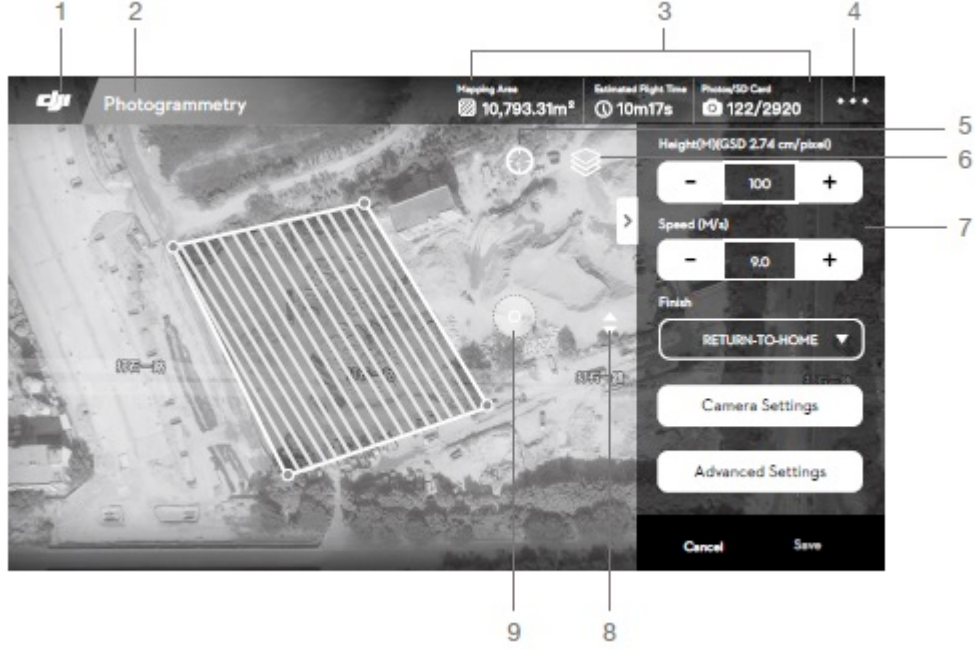 1 2 3 4
dji Photogrammetry
Mapping Area Estimated Flight Time Photos/SD Card
10,793.31m² 10m17s 122/2920 •••
5
Height(M)(GSD 2.74 cm/pixel)
6
- 100 +
>
Speed (M/s)
7
- 9.0 +
Finish
RETURN-TO-HOME ▼
Camera Settings
Advanced Settings
Cancel Save
9 8